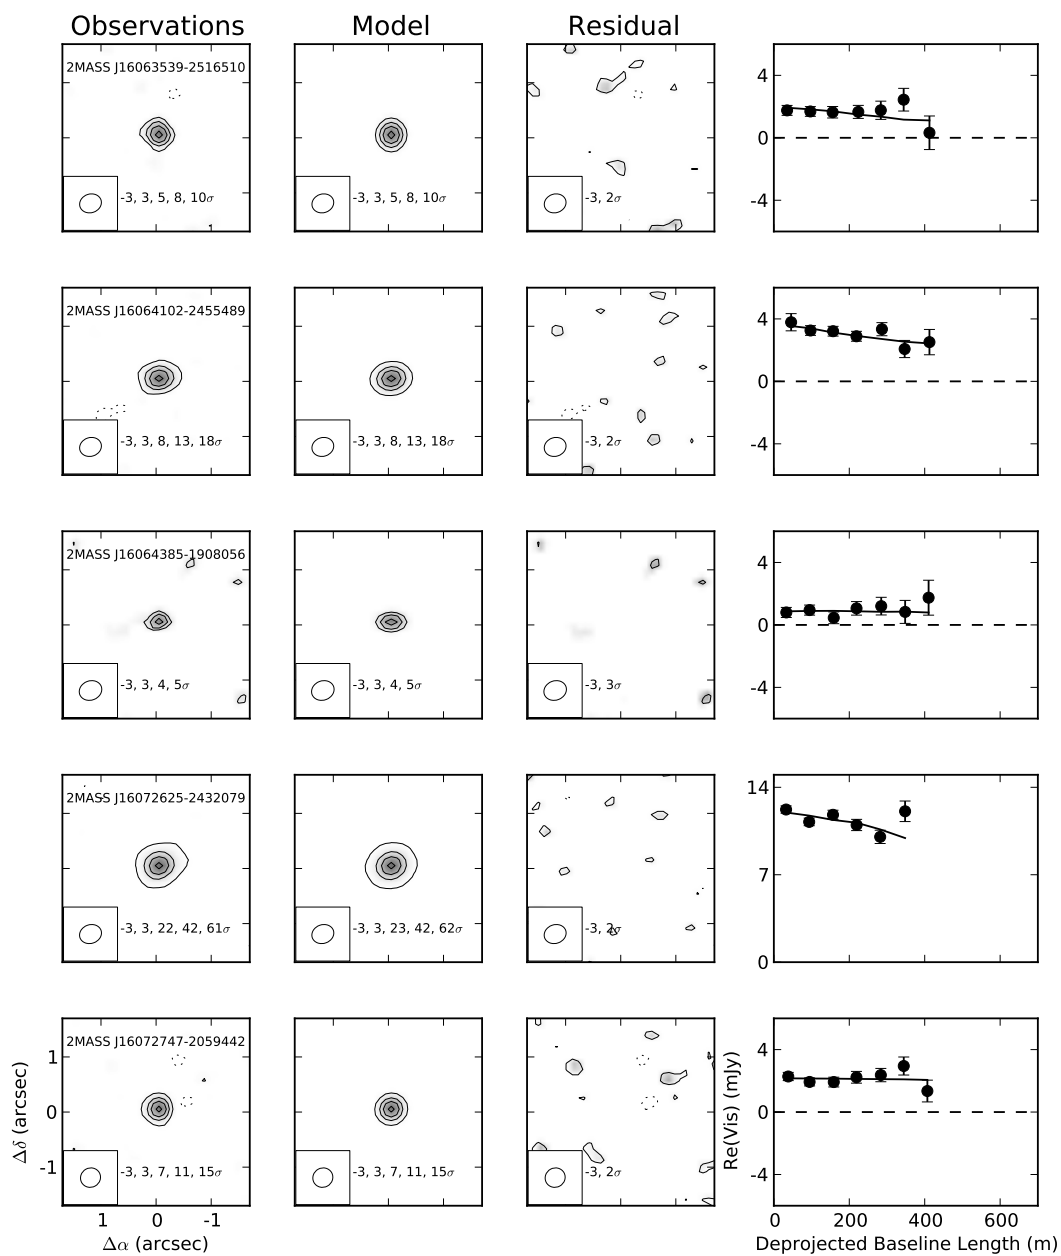 Observations Model Residual
2MASS J16063539-2516510
-3, 3, 5, 8, 10σ
-3, 3, 5, 8, 10σ
-3, 2σ
4
0
-4
2MASS J16064102-2455489
-3, 3, 8, 13, 18σ
-3, 3, 8, 13, 18σ
-3, 2σ
4
0
-4
2MASS J16064385-1908056
-3, 3, 4, 5σ
-3, 3, 4, 5σ
-3, 3σ
4
0
-4
2MASS J16072625-2432079
-3, 3, 22, 42, 61σ
-3, 3, 23, 42, 62σ
-3, 2σ
14
7
0
2MASS J16072747-2059442
-3, 3, 7, 11, 15σ
-3, 3, 7, 11, 15σ
-3, 2σ
1
0
-1
Δδ (arcsec)
1 0 -1
Δα (arcsec)
Re(Vis) (mJy)
4
0
-4
0 200 400 600
Deprojected Baseline Length (m)